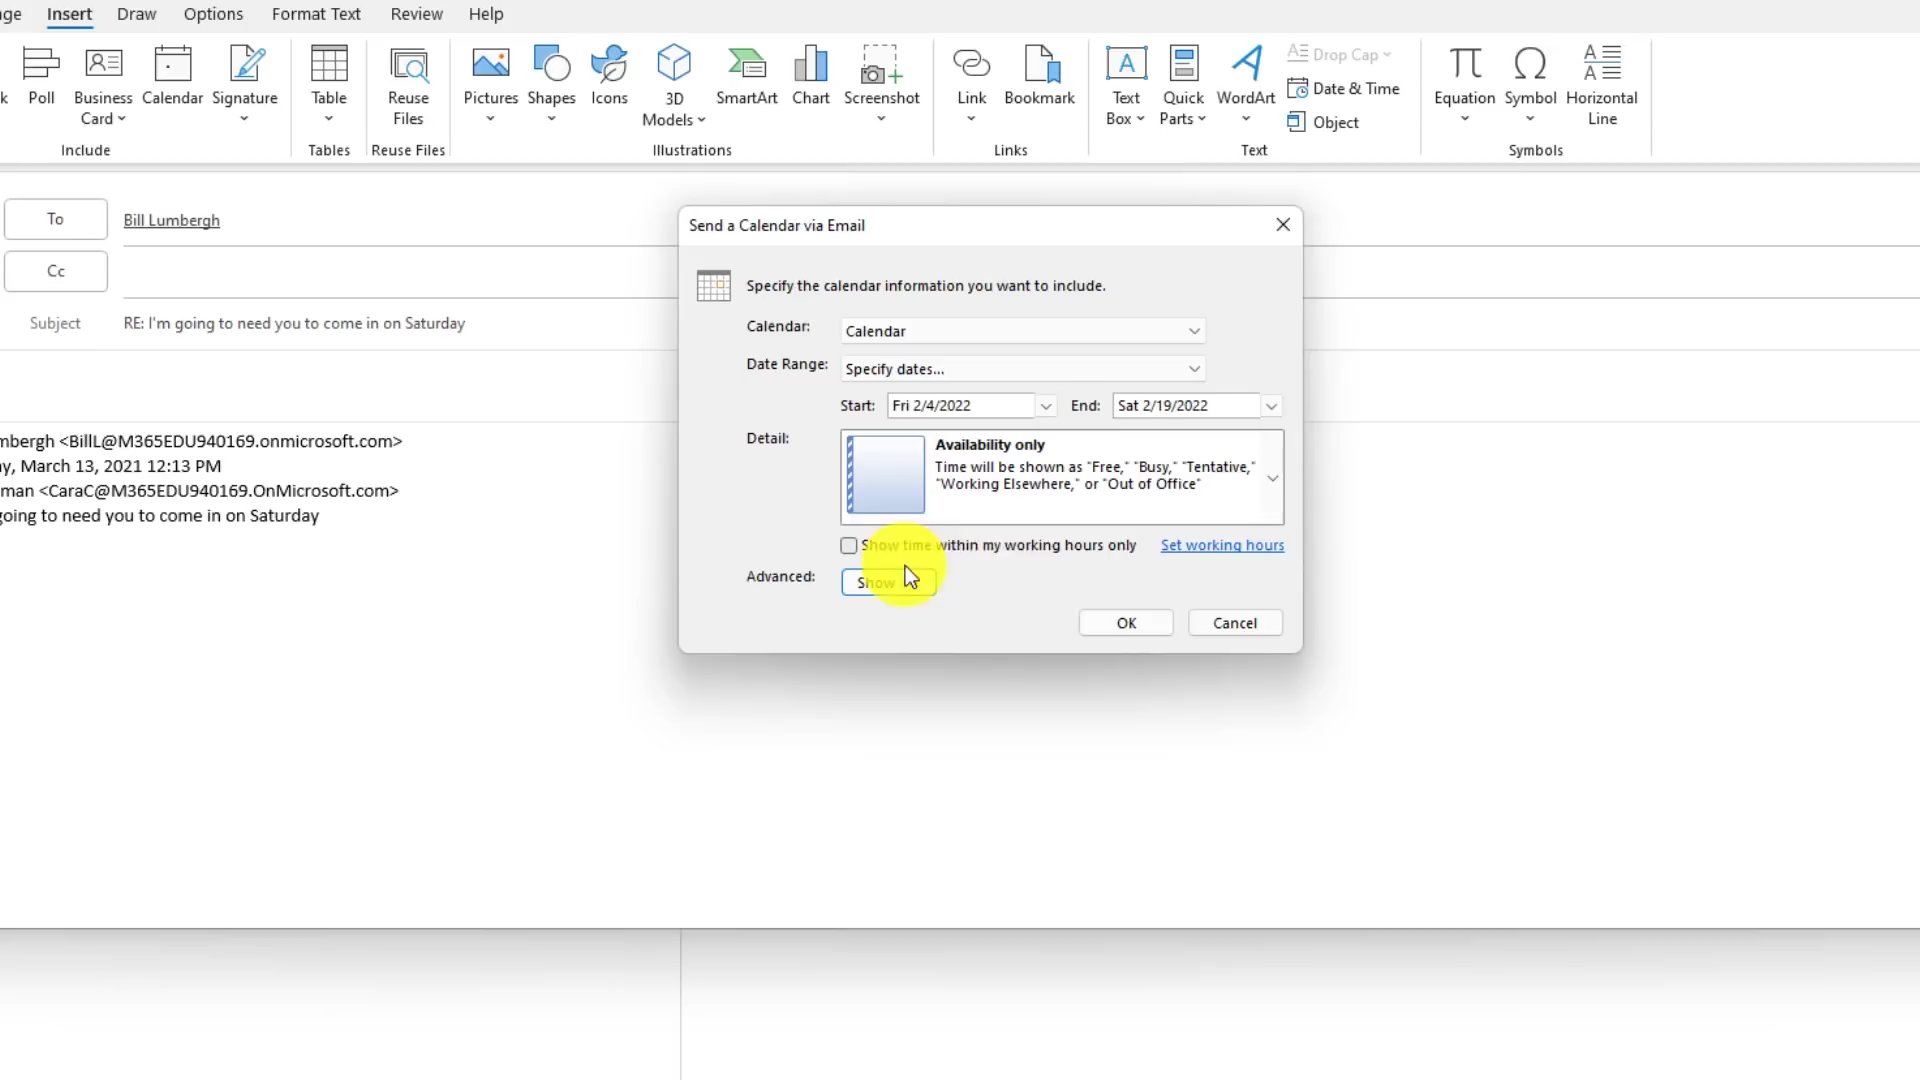 Insert Draw Options Format Text Review Help
Poll
Business
Card
Calendar
Signature
Include
Table
Tables
Reuse
Files
Reuse Files
Pictures
Shapes
Icons
3D
Models
SmartArt
Chart
Screenshot
Illustrations
Link
Bookmark
Links
Text
Box
Quick
Parts
WordArt
Drop Cap
Date & Time
Object
Text
Equation
Symbol
Horizontal
Line
Symbols
To
Bill Lumbergh
Cc
Subject
RE: I'm going to need you to come in on Saturday
mbergh <BillL@M365EDU940169.onmicrosoft.com>
y, March 13, 2021 12:13 PM
man <CaraC@M365EDU940169.OnMicrosoft.com>
going to need you to come in on Saturday
Send a Calendar via Email
Specify the calendar information you want to include.
Calendar: Calendar
Date Range: Specify dates...
Start: Fri 2/4/2022 End: Sat 2/19/2022
Detail:
Availability only
Time will be shown as "Free," "Busy," "Tentative,"
"Working Elsewhere," or "Out of Office"
Show time within my working hours only Set working hours
Advanced: Show
OK Cancel